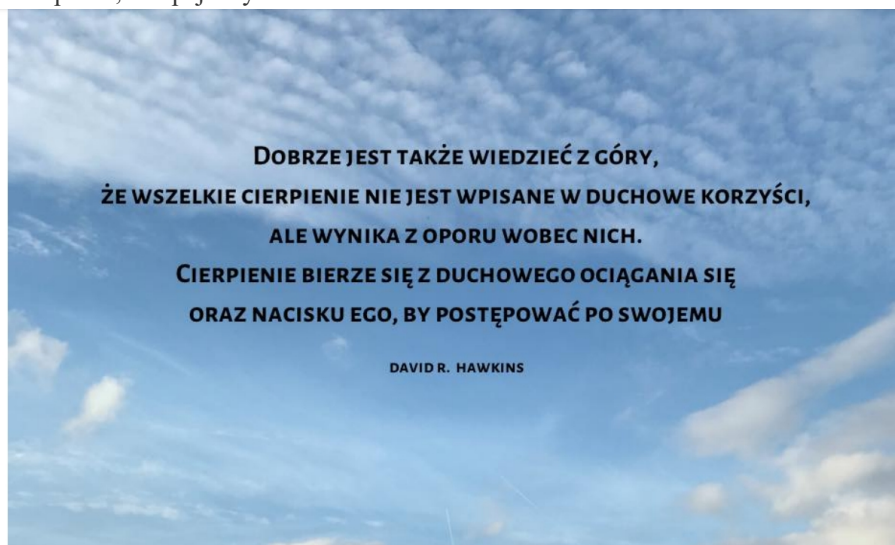 DOBRZE JEST TAKŻE WIEDZIEĆ Z GÓRY,
ŻE WSZELKIE CIERPIENIE NIE JEST WPISANE W DUCHOWE KORZYŚCI,
ALE WYNIKA Z OPORU WOBEC NICH.
CIERPIENIE BIERZE SIĘ Z DUCHOWEGO OCIĄGANIA SIĘ
ORAZ NACISKU EGO, BY POSTĘPOWAĆ PO SWOJEMU
DAVID R. HAWKINS